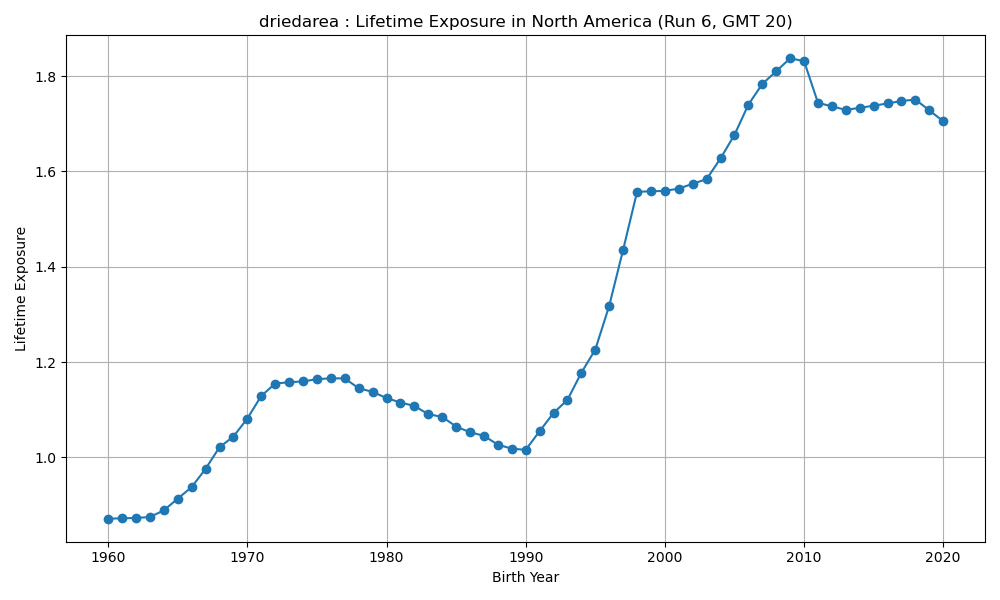 driedarea : Lifetime Exposure in North America (Run 6, GMT 20)
Lifetime Exposure
1.8
1.6
1.4
1.2
1.0
1960 1970 1980 1990 2000 2010 2020
Birth Year